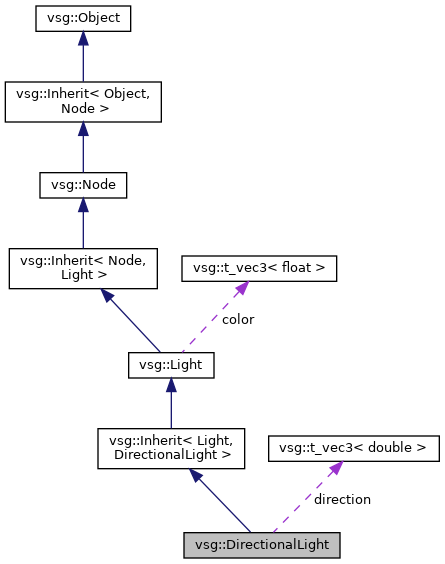 vsg::Object
vsg::Inherit< Object,
Node >
vsg::Node
vsg::Inherit< Node,
Light >
vsg::t_vec3< float >
color
vsg::Light
vsg::Inherit< Light,
DirectionalLight >
vsg::t_vec3< double >
direction
vsg::DirectionalLight